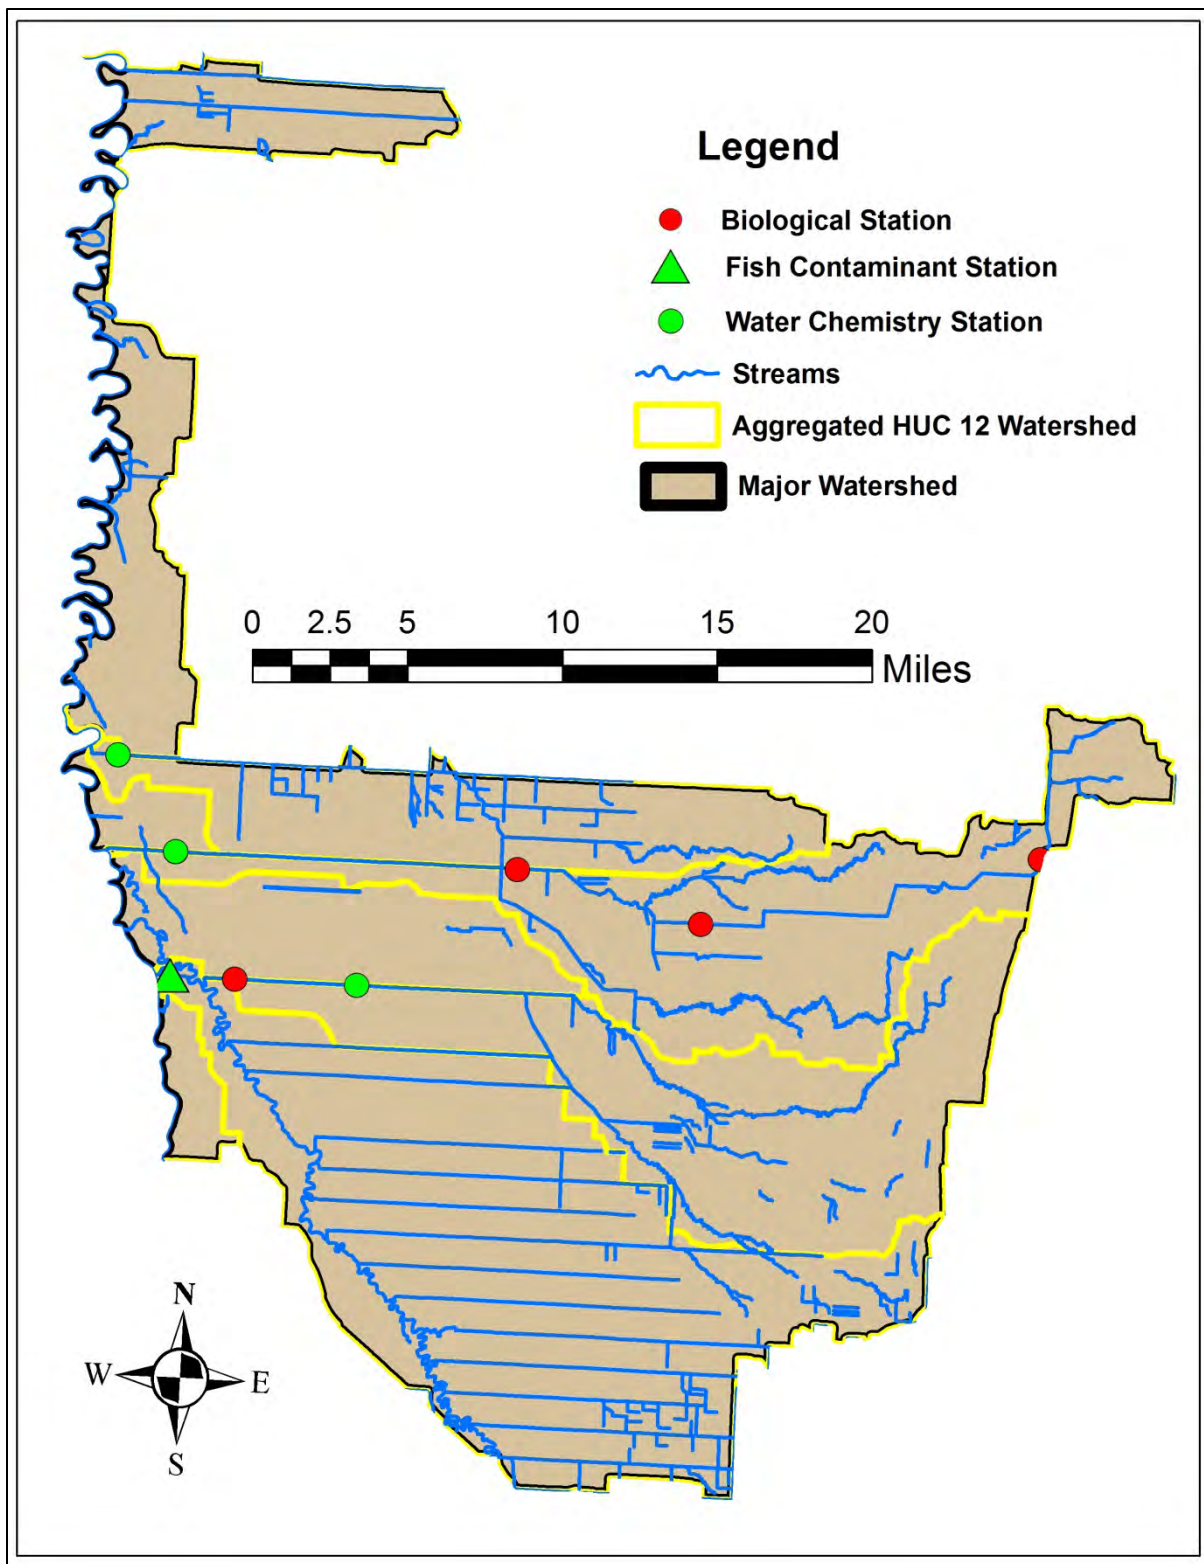 Legend
Biological Station
Fish Contaminant Station
Water Chemistry Station
Streams
Aggregated HUC 12 Watershed
Major Watershed
0 2.5 5 10 15 20
Miles
N
W E
S